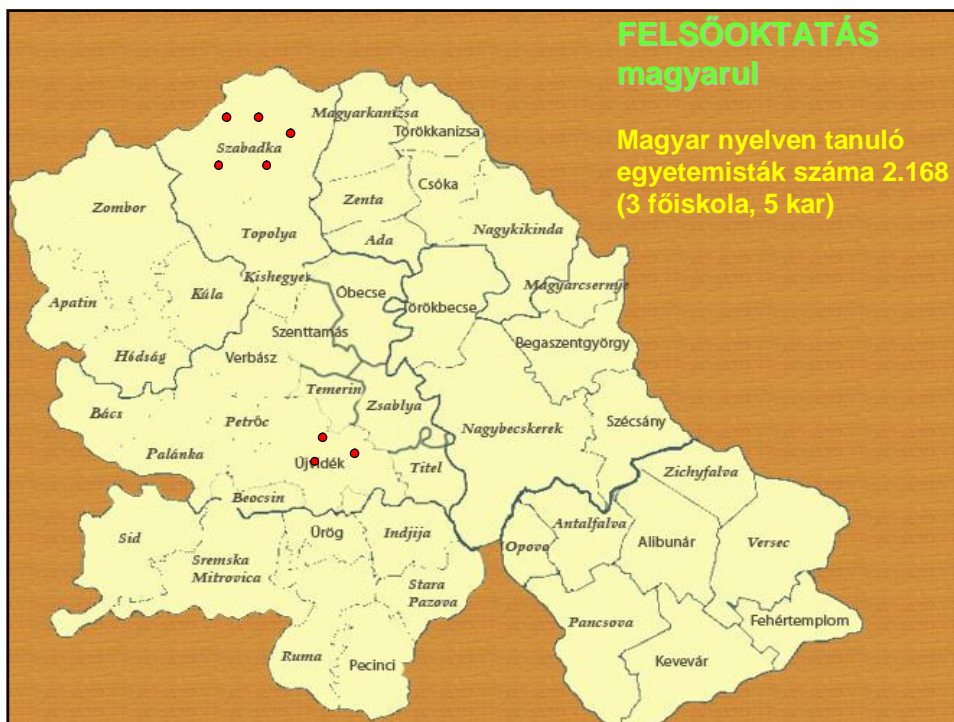 FELSŐOKTATÁS
magyarul
Magyar nyelven tanuló
egyetemisták száma 2.168
(3 főiskola, 5 kar)
Magyarkanizsa
Törökkanizsa
Szabadka
Csóka
Zenta
Zombor
Topolya
Ada
Nagykikinda
Kishegyes
Magyarcsernye
Óbecse
Törökbecse
Apatin
Kúla
Szenttamás
Begaszentgyörgy
Hódság
Verbász
Temerin
Zsablya
Bács
Petrőc
Nagybecskerek
Szécsány
Palánka
Újvidék
Titel
Zichyfalva
Beocsin
Antalfalva
Sid
Ürög
Indjija
Opovo
Alibunár
Versec
Sremska
Mitrovica
Stara
Pazova
Pancsova
Fehértemplom
Ruma
Pecinci
Kevevár